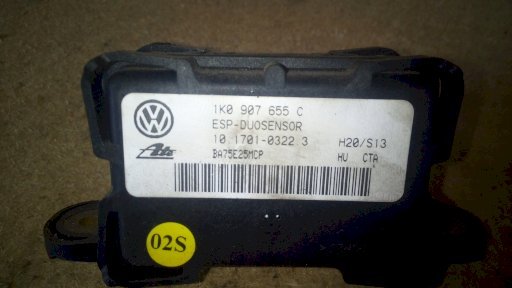 1K0 907 655 C
ESP-DUOSENSOR
10.1701-0322.3 H20/S13
BA75E25MCP HU CTA
Ate
02S